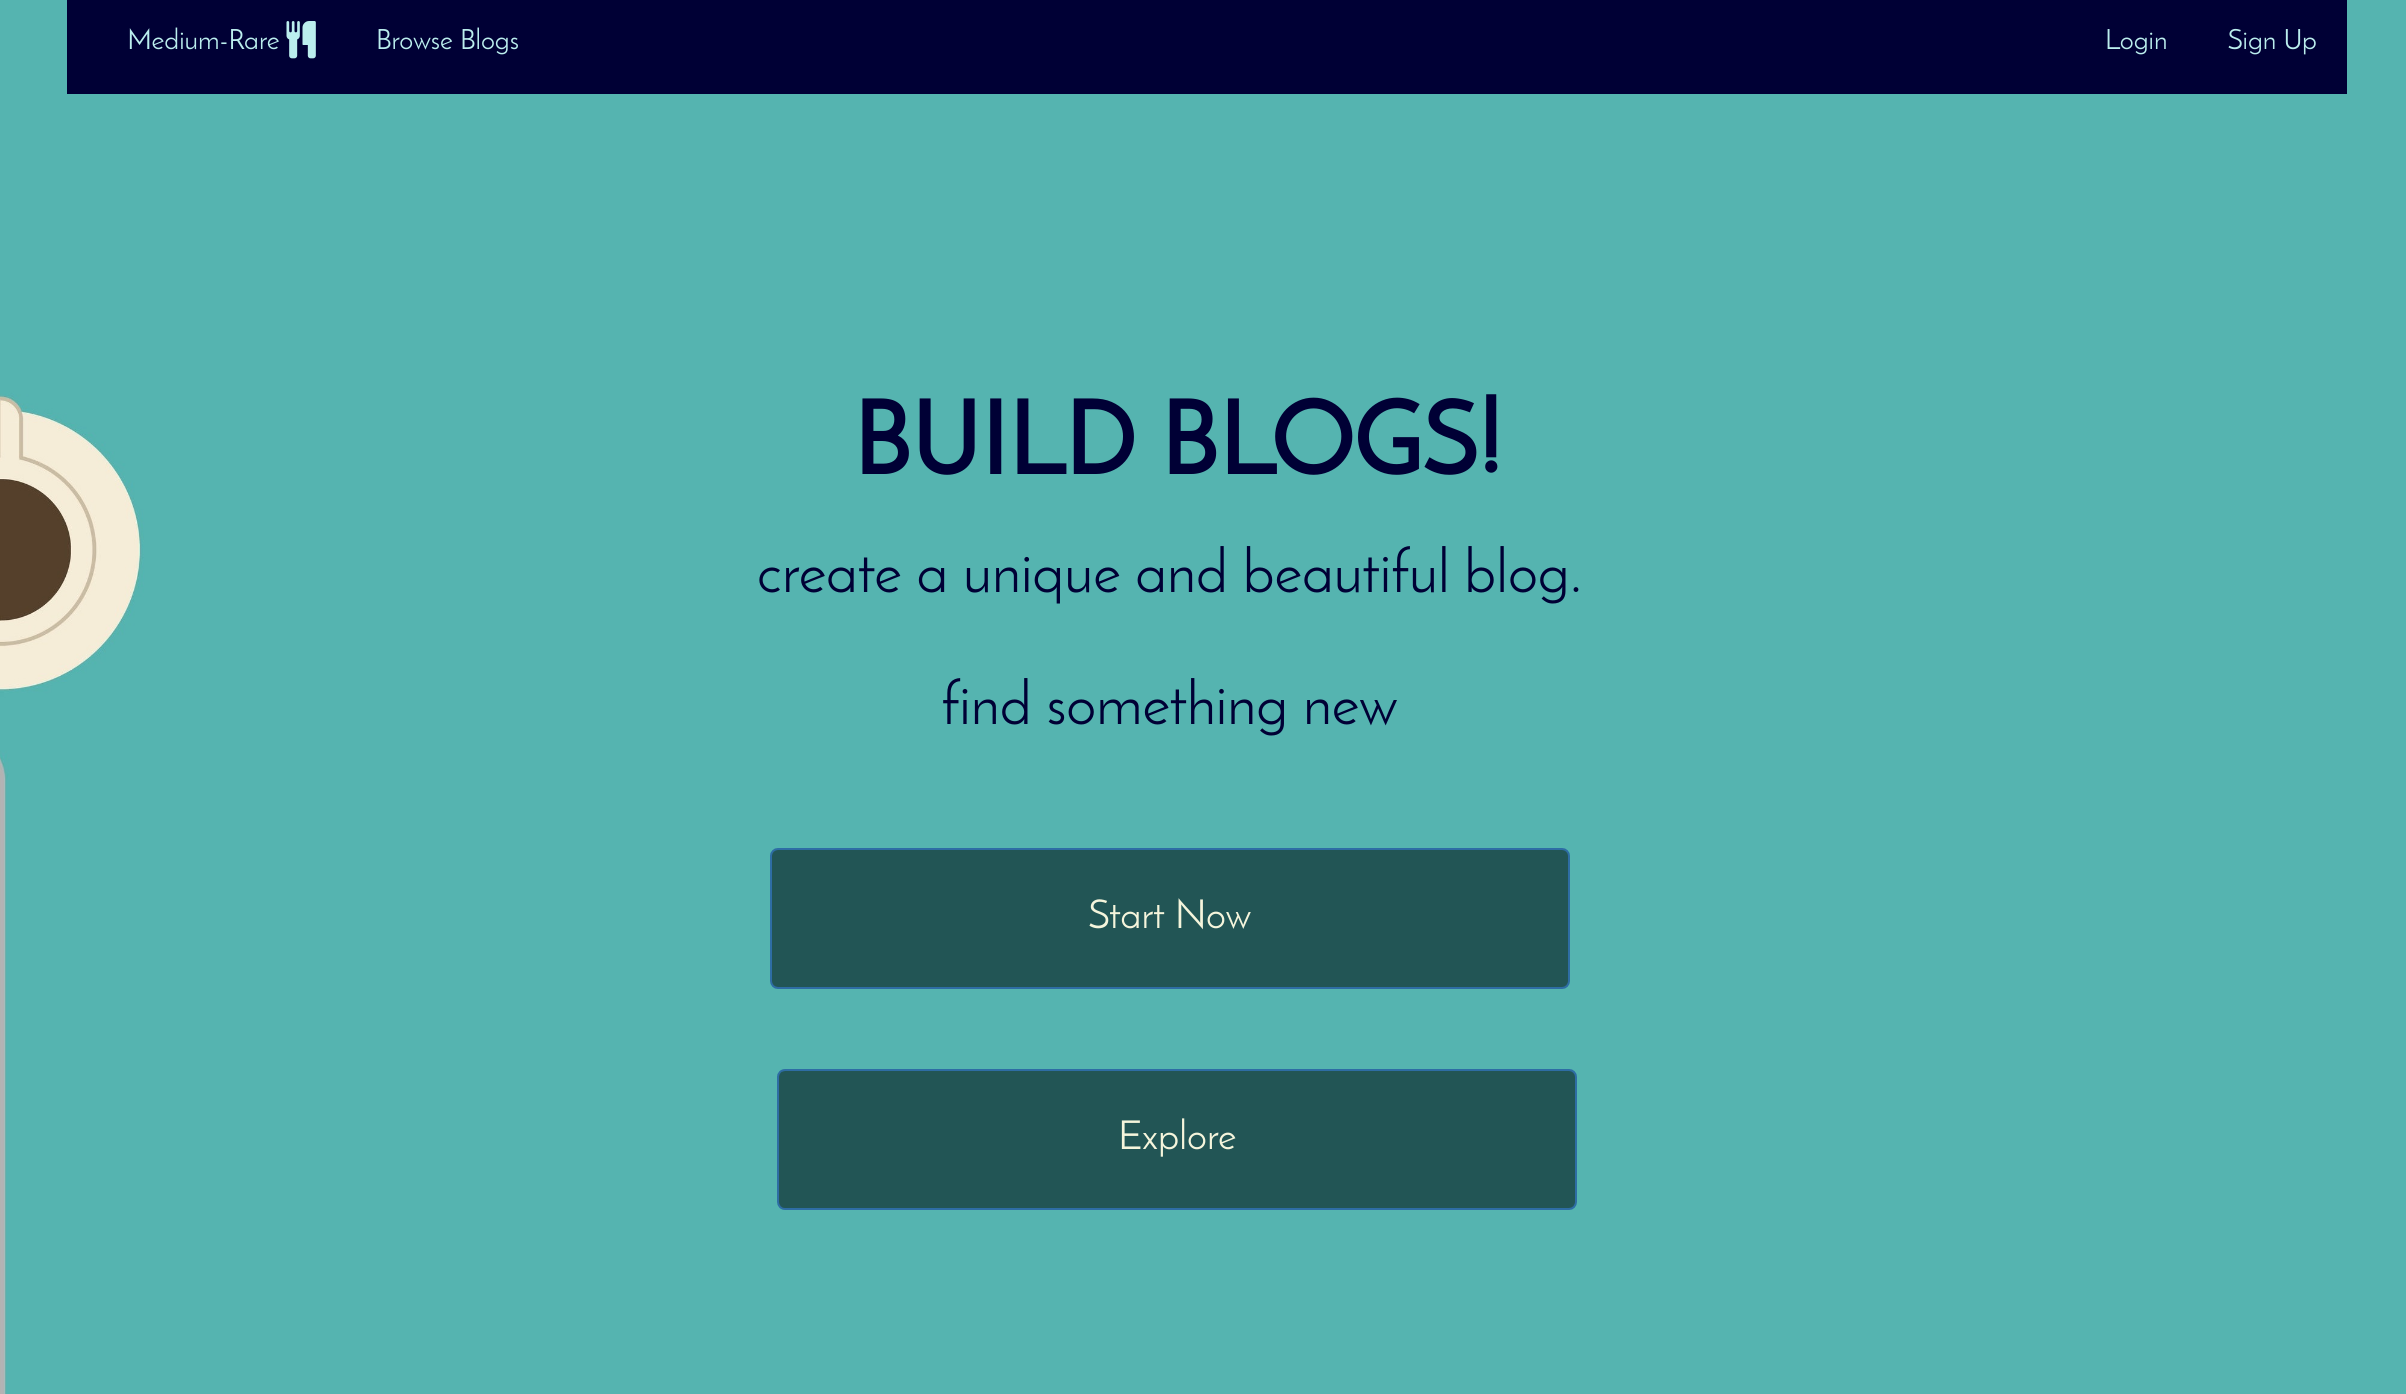 Medium-Rare Browse Blogs Login Sign Up
BUILD BLOGS!
create a unique and beautiful blog.
find something new
Start Now
Explore